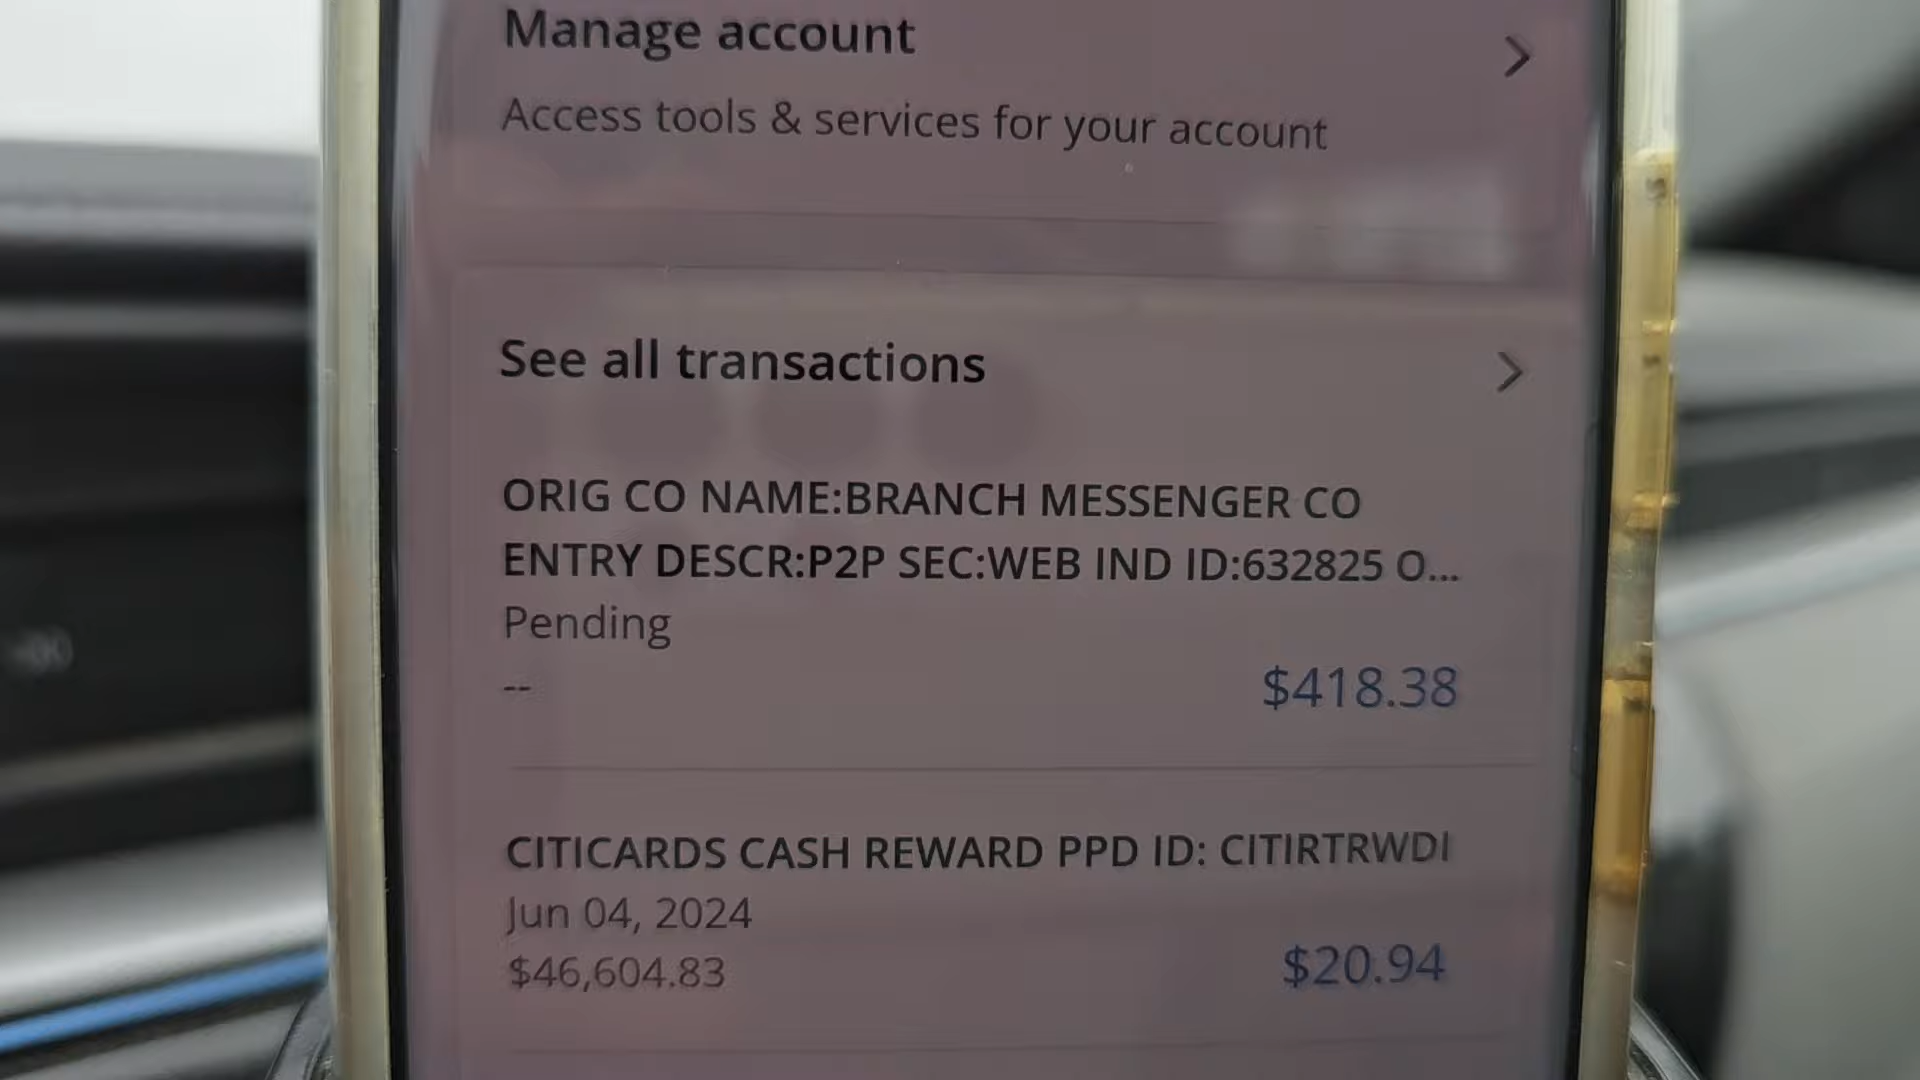 Manage account
Access tools & services for your account
See all transactions
ORIG CO NAME:BRANCH MESSENGER CO
ENTRY DESCR:P2P SEC:WEB IND ID:632825 O...
Pending
--
$418.38
CITICARDS CASH REWARD PPD ID: CITIRTRWDI
Jun 04, 2024
$46,604.83
$20.94